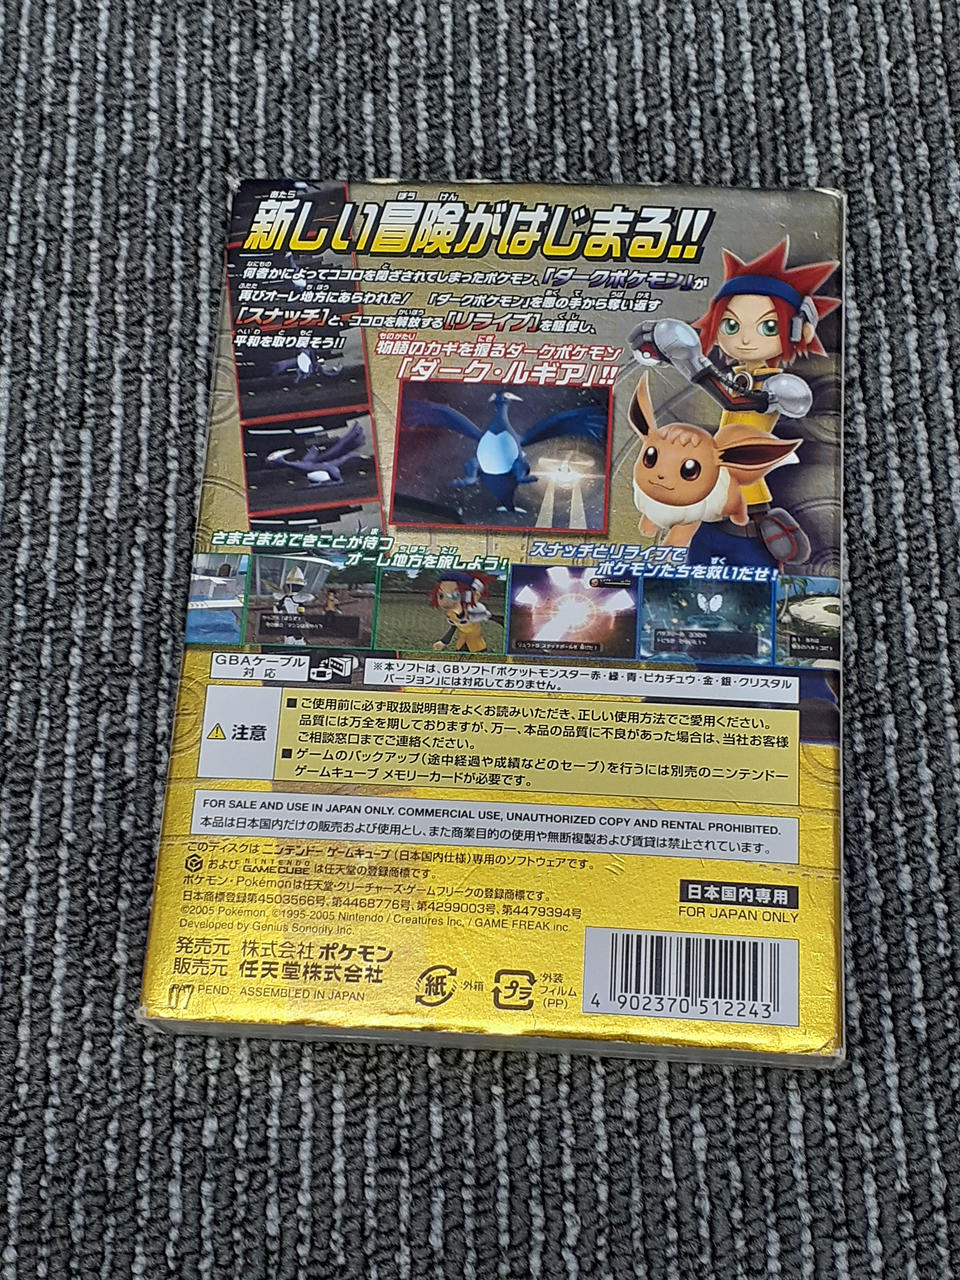 新しい冒険がはじまる!!
何者かによってココロを閉ざされてしまったポケモン、「ダークポケモン」が
再びオーレ地方にあらわれた! 「ダークポケモン」を悪の手から奪い返す
「スナッチ」と、ココロを解放する「リライブ」を駆使し、
平和を取り戻そう!!
物語のカギを握るダークポケモン
「ダーク・ルギア」!!
さまざまなできごとが待つ
オーレ地方を旅しよう!
スナッチとリライブで
ポケモンたちを救いだせ!
GBAケーブル
対応
※本ソフトは、GBソフト「ポケットモンスター赤・緑・青・ピカチュウ・金・銀・クリスタル
バージョン」には対応しておりません。
注意
■ご使用前に必ず取扱説明書をよくお読みいただき、正しい使用方法でご愛用ください。
品質には万全を期しておりますが、万一、本品の品質に不良があった場合は、当社お客様
ご相談窓口までご連絡ください。
■ゲームのバックアップ(途中経過や成績などのセーブ)を行うには別売のニンテンドー
ゲームキューブ メモリーカードが必要です。
FOR SALE AND USE IN JAPAN ONLY. COMMERCIAL USE, UNAUTHORIZED COPY AND RENTAL PROHIBITED.
本品は日本国内だけの販売および使用とし、また商業目的の使用や無断複製および賃貸は禁止されています。
このディスクは ニンテンドー ゲームキューブ (日本国内仕様)専用のソフトウェアです。
および NINTENDO GAMECUBE は任天堂の登録商標です。
ポケモン・Pokémonは任天堂・クリーチャーズ・ゲームフリークの登録商標です。
日本商標登録第4503566号、第4468776号、第4299003号、第4479394号
©2005 Pokémon. ©1995-2005 Nintendo / Creatures Inc. / GAME FREAK inc.
Developed by Genius Sonority Inc.
日本国内専用
FOR JAPAN ONLY
発売元 株式会社 ポケモン
販売元 任天堂株式会社
PAT. PEND. ASSEMBLED IN JAPAN
紙 :外箱
プラ :外装
フィルム
(PP)
4 902370 512243